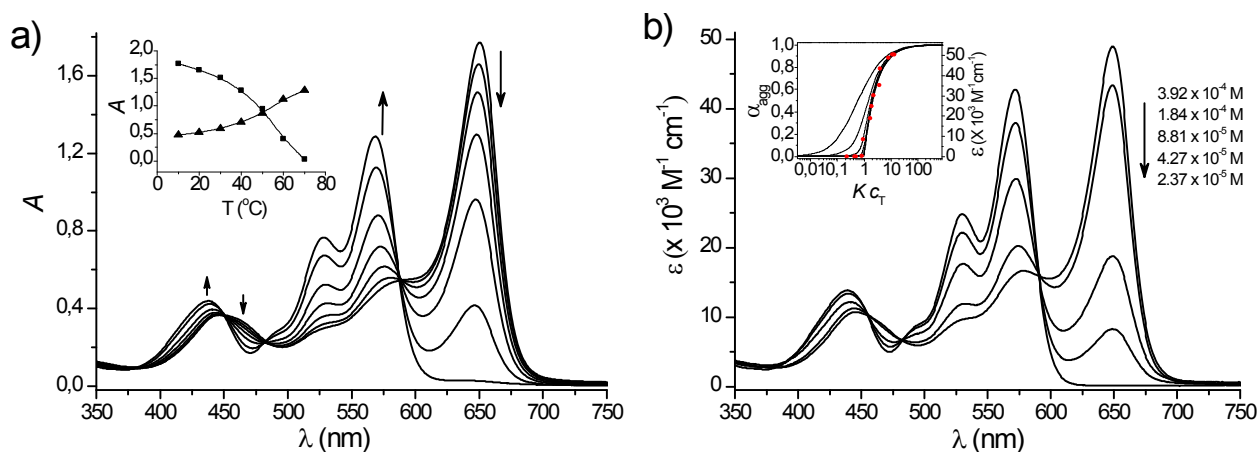 a)
2,0
1,5
1,0
0,5
0,0
A
0 20 40 60 80
T (°C)
1,6
1,2
0,8
0,4
0,0
A
350 400 450 500 550 600 650 700 750
λ (nm)
b)
1,0
0,8
0,6
0,4
0,2
0,0
α agg
50
40
30
20
10
0
ε (x 10³ M⁻¹cm⁻¹)
0,010,1 1 10 100
K c_T
3.92 x 10⁻⁴ M
1.84 x 10⁻⁴ M
8.81 x 10⁻⁵ M
4.27 x 10⁻⁵ M
2.37 x 10⁻⁵ M
50
40
30
20
10
0
ε (x 10³ M⁻¹ cm⁻¹)
350 400 450 500 550 600 650 700 750
λ (nm)